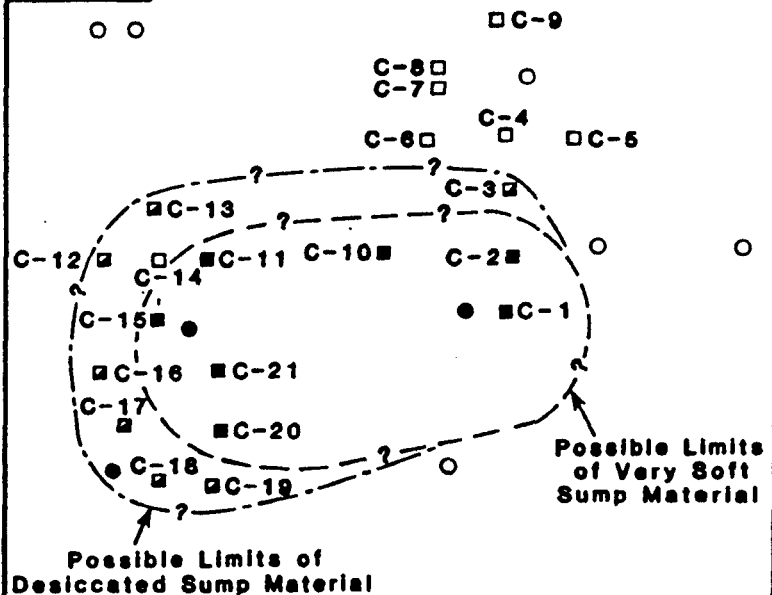 C-9
C-8
C-7
C-4
C-6
C-5
?
?
C-3
C-13
?
?
C-12
C-11
C-10
C-2
C-14
?
C-15
C-1
C-16
C-21
?
C-17
C-20
Possible Limits
of Very Soft
Sump Material
?
C-18
C-19
?
Possible Limits of
Desiccated Sump Material